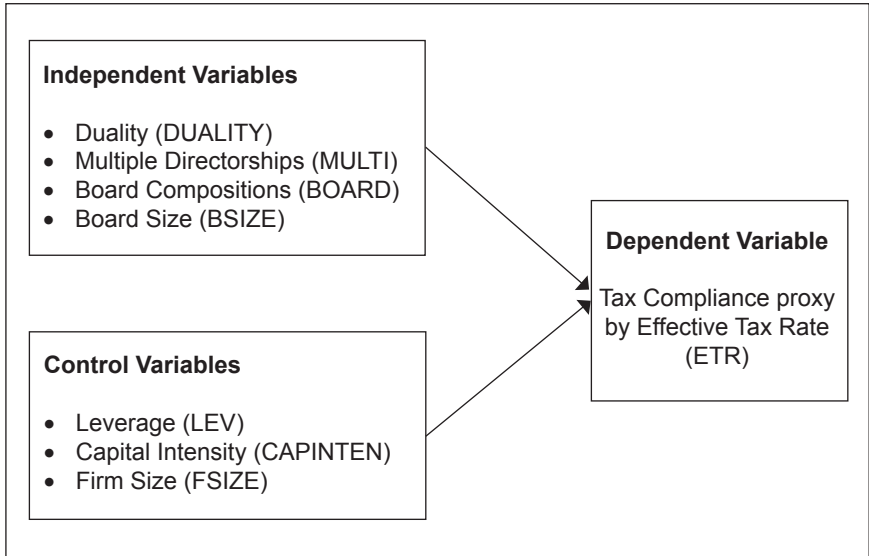 Independent Variables
• Duality (DUALITY)
• Multiple Directorships (MULTI)
• Board Compositions (BOARD)
• Board Size (BSIZE)
Dependent Variable
Tax Compliance proxy
by Effective Tax Rate
(ETR)
Control Variables
• Leverage (LEV)
• Capital Intensity (CAPINTEN)
• Firm Size (FSIZE)